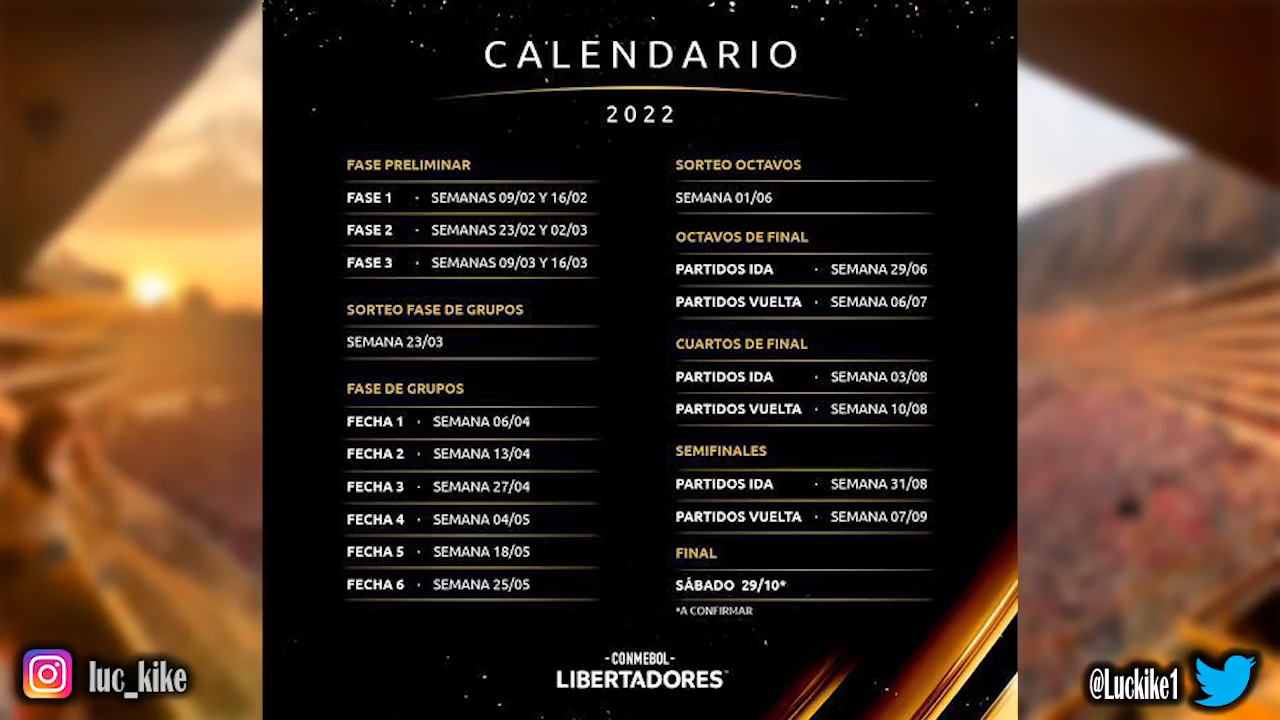 CALENDARIO
2022
FASE PRELIMINAR
FASE 1 · SEMANAS 09/02 Y 16/02
FASE 2 · SEMANAS 23/02 Y 02/03
FASE 3 · SEMANAS 09/03 Y 16/03
SORTEO FASE DE GRUPOS
SEMANA 23/03
FASE DE GRUPOS
FECHA 1 · SEMANA 06/04
FECHA 2 · SEMANA 13/04
FECHA 3 · SEMANA 27/04
FECHA 4 · SEMANA 04/05
FECHA 5 · SEMANA 18/05
FECHA 6 · SEMANA 25/05
SORTEO OCTAVOS
SEMANA 01/06
OCTAVOS DE FINAL
PARTIDOS IDA · SEMANA 29/06
PARTIDOS VUELTA · SEMANA 06/07
CUARTOS DE FINAL
PARTIDOS IDA · SEMANA 03/08
PARTIDOS VUELTA · SEMANA 10/08
SEMIFINALES
PARTIDOS IDA · SEMANA 31/08
PARTIDOS VUELTA · SEMANA 07/09
FINAL
SÁBADO 29/10*
*A CONFIRMAR
-CONMEBOL-
LIBERTADORES
luc_kike
@Luckike1